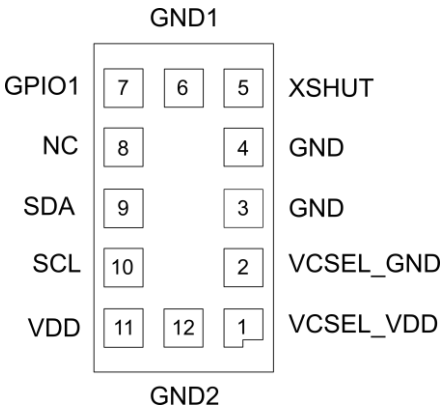 GND1
GPIO1 7 6 5 XSHUT
NC 8 4 GND
SDA 9 3 GND
SCL 10 2 VCSEL_GND
VDD 11 12 1 VCSEL_VDD
GND2